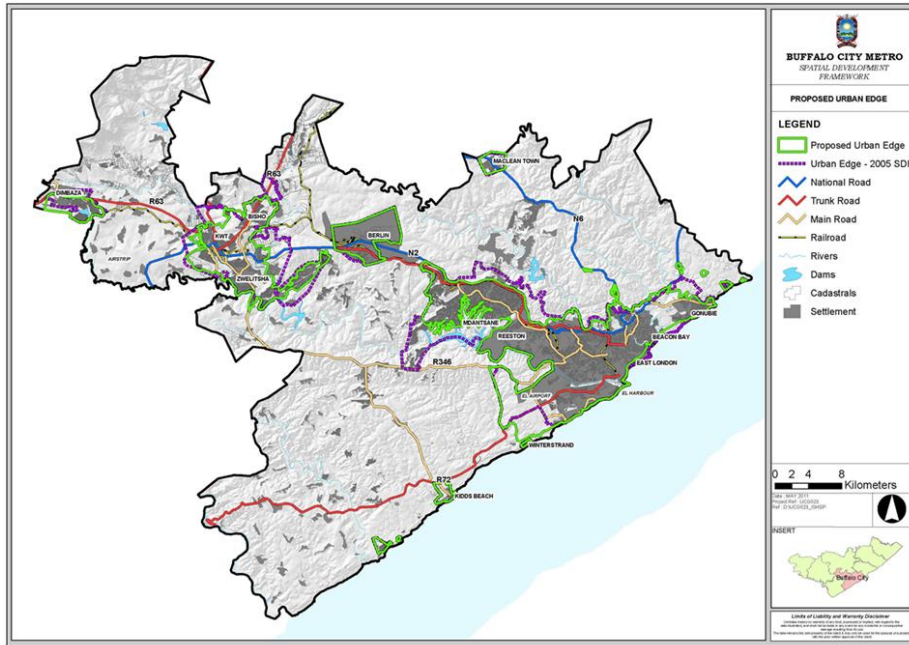 BUFFALO CITY METRO
SPATIAL DEVELOPMENT
FRAMEWORK
PROPOSED URBAN EDGE
LEGEND
Proposed Urban Edge
Urban Edge - 2005 SDF
National Road
Trunk Road
Main Road
Railroad
Rivers
Dams
Cadastrals
Settlement
0 2 4 8
Kilometers
Date : MAY 2011
INSERT
Buffalo City
Limits of Liability and Warranty Disclaimer
MACLEAN TOWN
R63
DIMBAZA
R63
BISHO
N6
KWT
BERLIN
N2
AIRSTRIP
ZWELITSHA
GONUBIE
MDANTSANE
BEACON BAY
REESTON
EAST LONDON
R346
EL AIRPORT
EL HARBOUR
WINTERSTRAND
R72
KIDDS BEACH